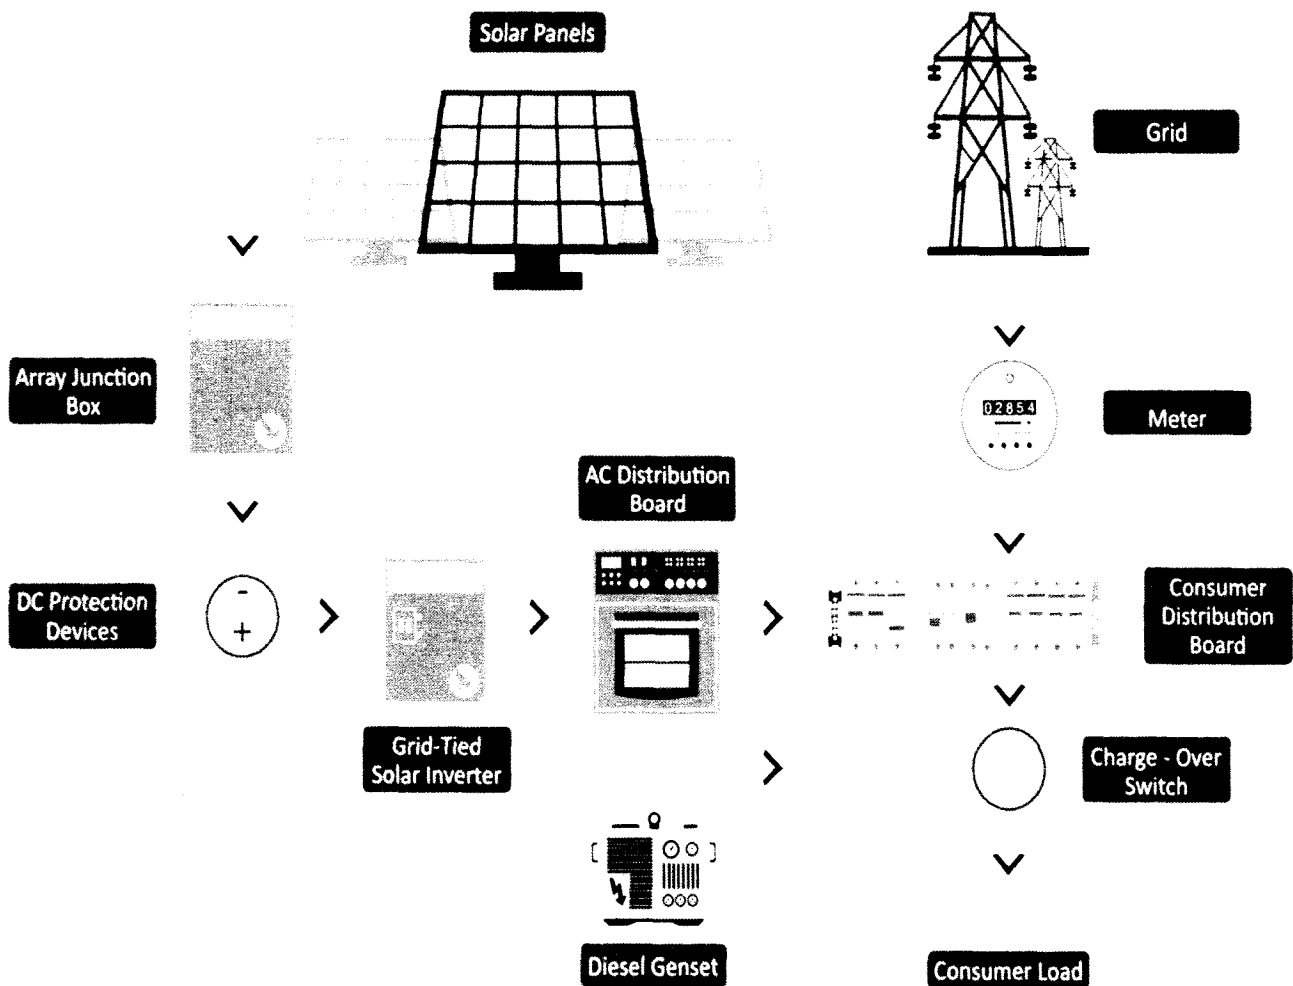 Solar Panels
Grid
Array Junction
Box
02854
Meter
AC Distribution
Board
DC Protection
Devices
Consumer
Distribution
Board
Grid-Tied
Solar Inverter
Charge - Over
Switch
Diesel Genset
Consumer Load